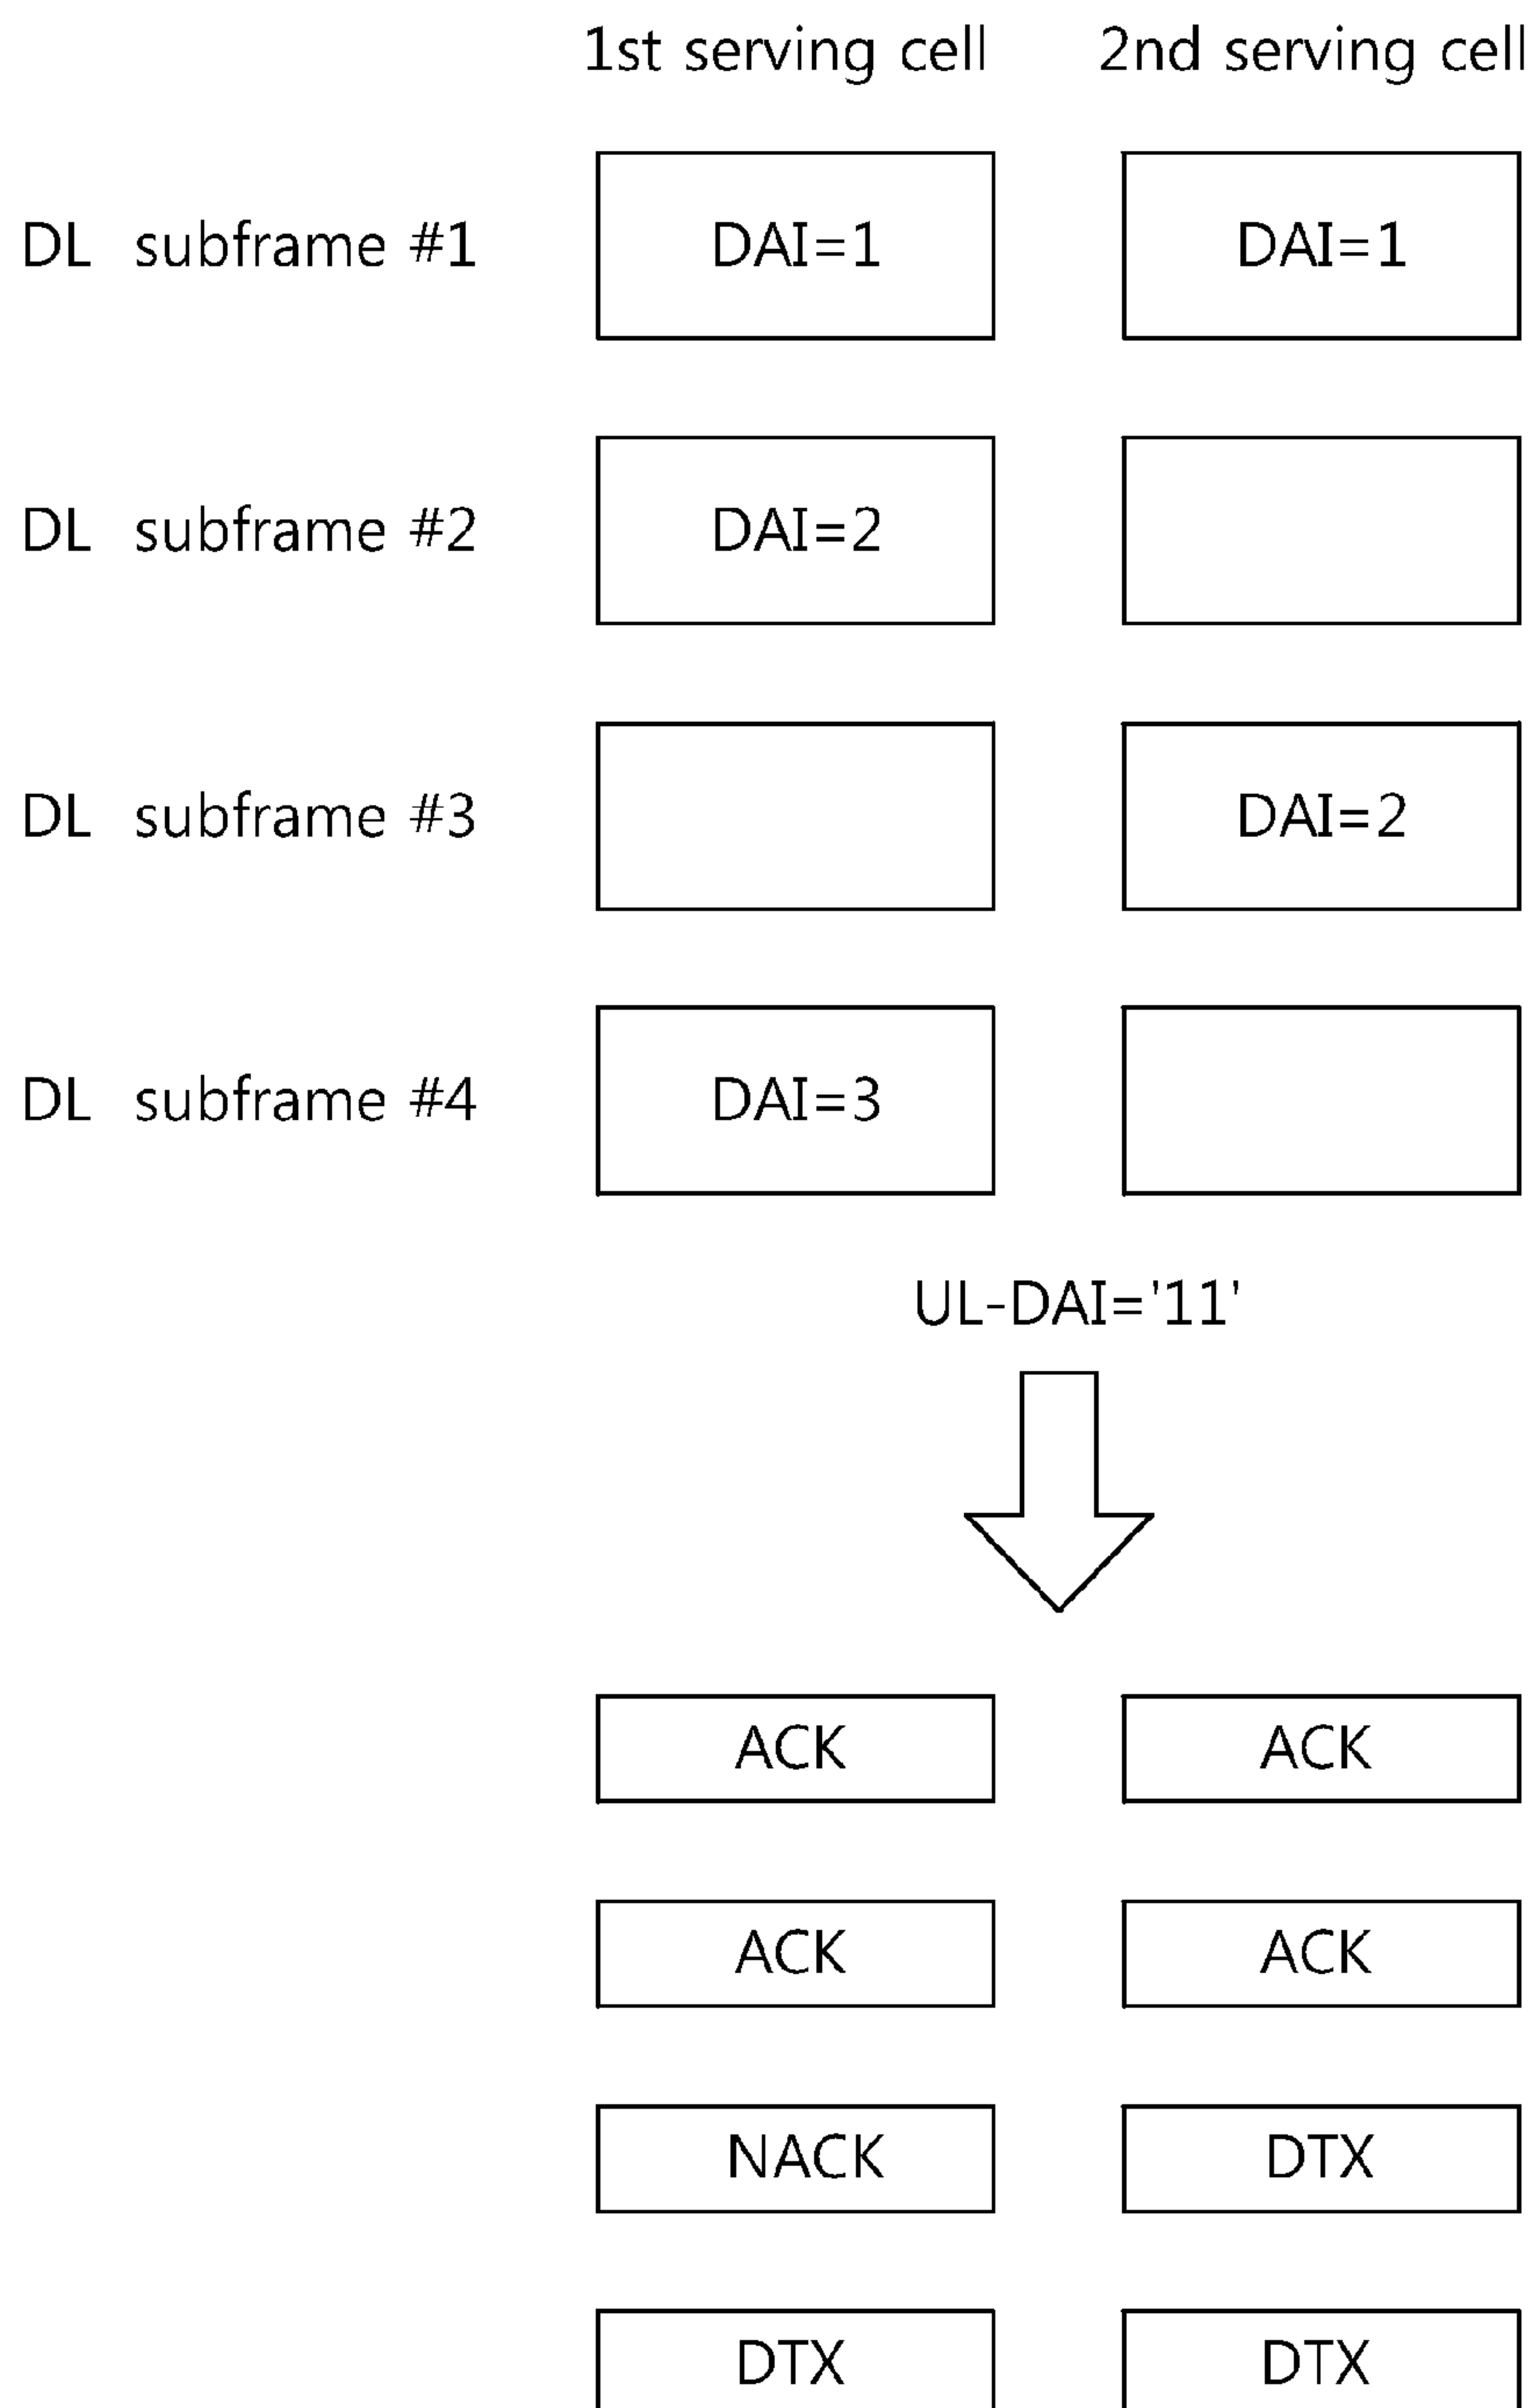 1st serving cell 2nd serving cell
DL subframe #1 DAI=1 DAI=1
DL subframe #2 DAI=2
DL subframe #3 DAI=2
DL subframe #4 DAI=3
UL-DAI='11'
ACK ACK
ACK ACK
NACK DTX
DTX DTX